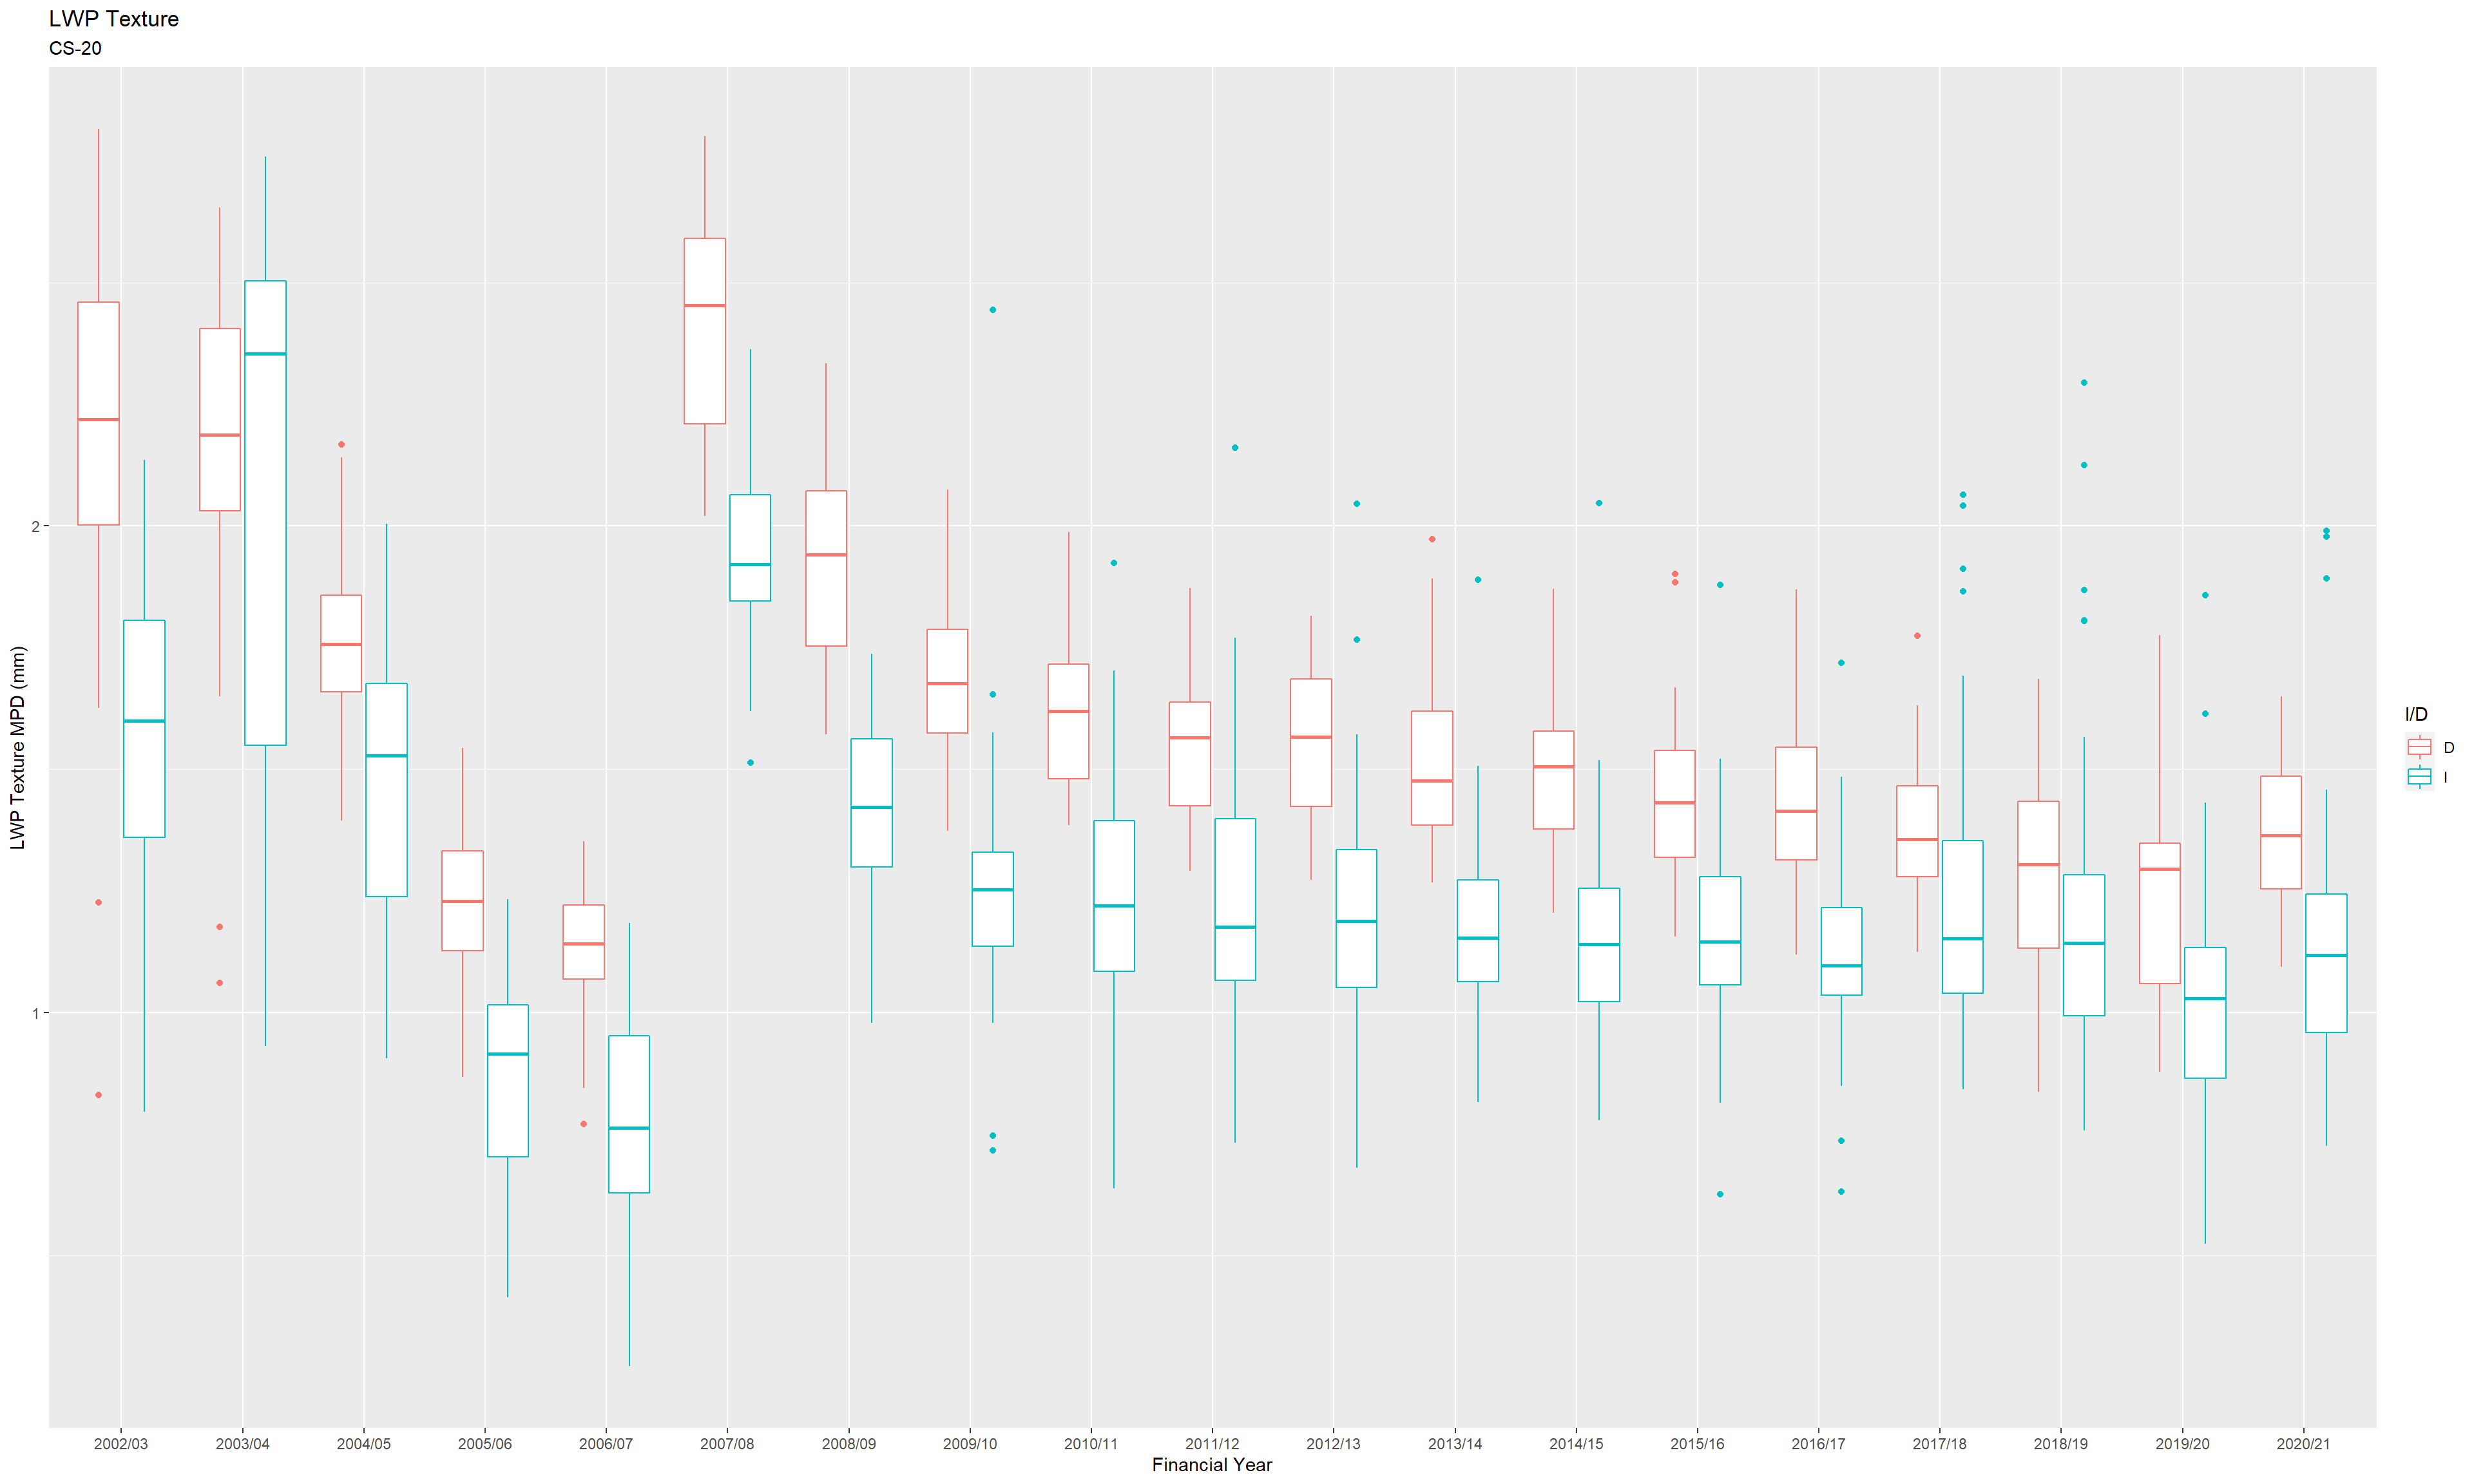 LWP Texture
CS-20
LWP Texture MPD (mm)
2
1
2002/03 2003/04 2004/05 2005/06 2006/07 2007/08 2008/09 2009/10 2010/11 2011/12 2012/13 2013/14 2014/15 2015/16 2016/17 2017/18 2018/19 2019/20 2020/21
Financial Year
I/D
D
I